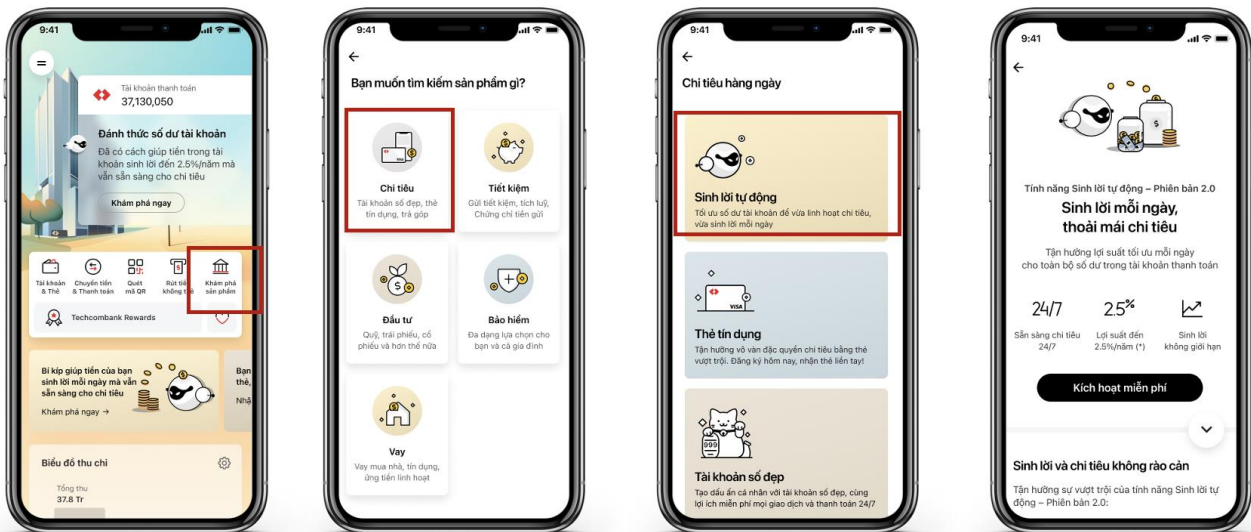 9:41
Tài khoản thanh toán
37,130,050
Đánh thức số dư tài khoản
Đã có cách giúp tiền trong tài
khoản sinh lời đến 2.5%/năm mà
vẫn sẵn sàng cho chi tiêu
Khám phá ngay
Tài khoản
& Thẻ
Chuyển tiền
& Thanh toán
Quét
mã QR
Rút tiền
không thẻ
Khám phá
sản phẩm
Techcombank Rewards
Bí kíp giúp tiền của bạn
sinh lời mỗi ngày mà vẫn
sẵn sàng cho chi tiêu
Khám phá ngay →
Bạn
thẻ,
Nhậ
Biểu đồ thu chi
Tổng thu
37.8 Tr
9:41
Bạn muốn tìm kiếm sản phẩm gì?
VISA
Chi tiêu
Tài khoản số đẹp, thẻ
tín dụng, trả góp
Tiết kiệm
Gửi tiết kiệm, tích luỹ,
Chứng chỉ tiền gửi
Đầu tư
Quỹ, trái phiếu, cổ
phiếu và hơn thế nữa
Bảo hiểm
Đa dạng lựa chọn cho
bạn và cả gia đình
Vay
Vay mua nhà, tín dụng,
ứng tiền linh hoạt
9:41
Chi tiêu hàng ngày
Sinh lời tự động
Tối ưu số dư tài khoản để vừa linh hoạt chi tiêu,
vừa sinh lời mỗi ngày
VISA
Thẻ tín dụng
Tận hưởng vô vàn đặc quyền chi tiêu bằng thẻ
vượt trội. Đăng ký hôm nay, nhận thẻ liền tay!
999
Tài khoản số đẹp
Tạo dấu ấn cá nhân với tài khoản số đẹp, cùng
lợi ích miễn phí mọi giao dịch và thanh toán 24/7
9:41
Tính năng Sinh lời tự động – Phiên bản 2.0
Sinh lời mỗi ngày,
thoải mái chi tiêu
Tận hưởng lợi suất tối ưu mỗi ngày
cho toàn bộ số dư trong tài khoản thanh toán
24/7
Sẵn sàng chi tiêu
24/7
2.5%
Lợi suất đến
2.5%/năm (*)
Sinh lời
không giới hạn
Kích hoạt miễn phí
Sinh lời và chi tiêu không rào cản
Tận hưởng sự vượt trội của tính năng Sinh lời tự
động – Phiên bản 2.0: